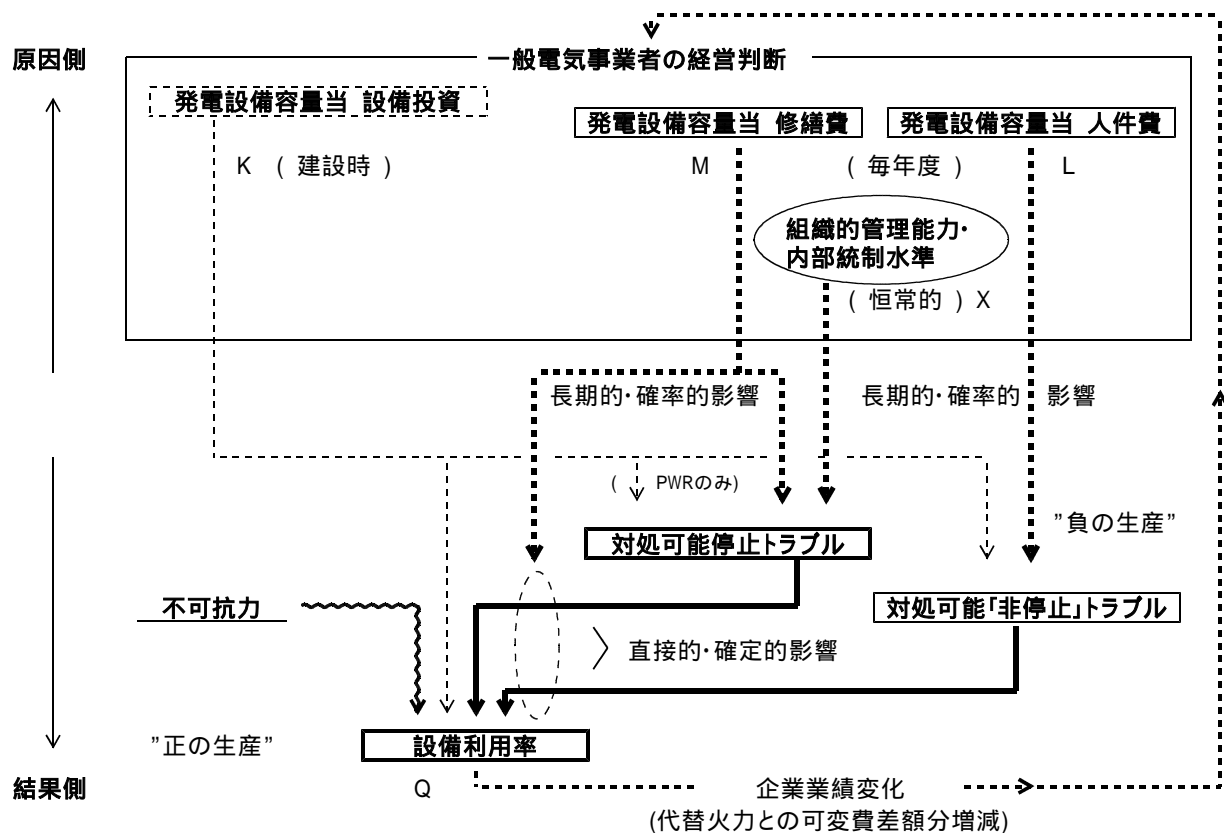 原因側
一般電気事業者の経営判断
発電設備容量当 設備投資
発電設備容量当 修繕費
発電設備容量当 人件費
K ( 建設時 )
M
( 毎年度 )
L
組織的管理能力・
内部統制水準
( 恒常的 ) X
長期的・確率的影響
長期的・確率的 影響
( PWRのみ)
”負の生産”
対処可能停止トラブル
不可抗力
対処可能「非停止」トラブル
直接的・確定的影響
”正の生産”
設備利用率
結果側
Q
企業業績変化
(代替火力との可変費差額分増減)